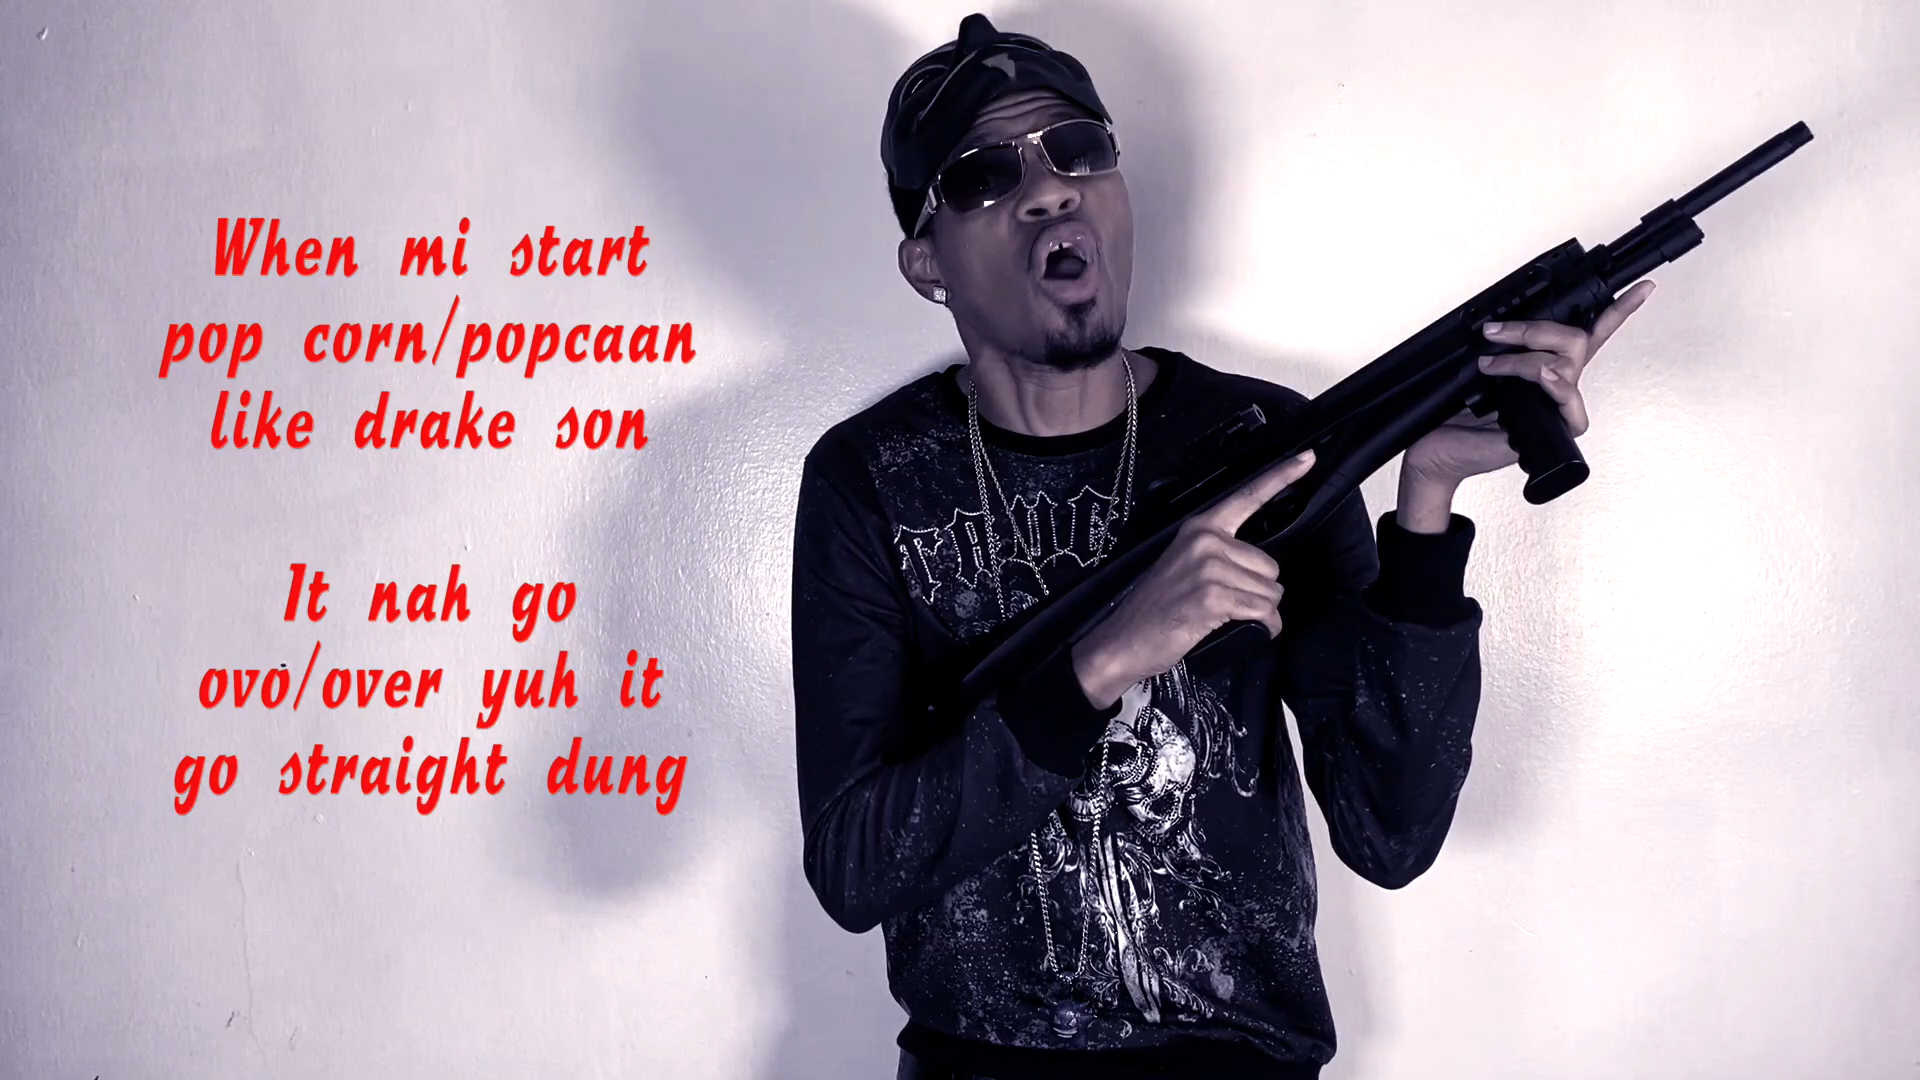 When mi start
pop corn/popcaan
like drake son
It nah go
ovo/over yuh it
go straight dung